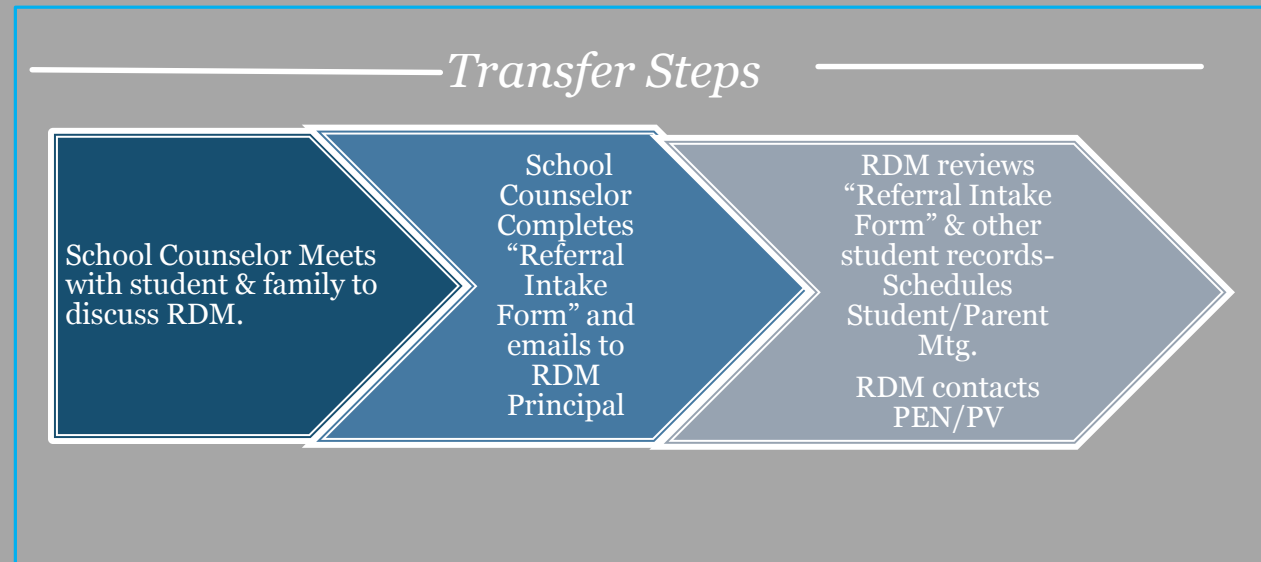 Transfer Steps
School Counselor Meets
with student & family to
discuss RDM.
School
Counselor
Completes
“Referral
Intake
Form” and
emails to
RDM
Principal
RDM reviews
“Referral Intake
Form” & other
student records-
Schedules
Student/Parent
Mtg.
RDM contacts
PEN/PV